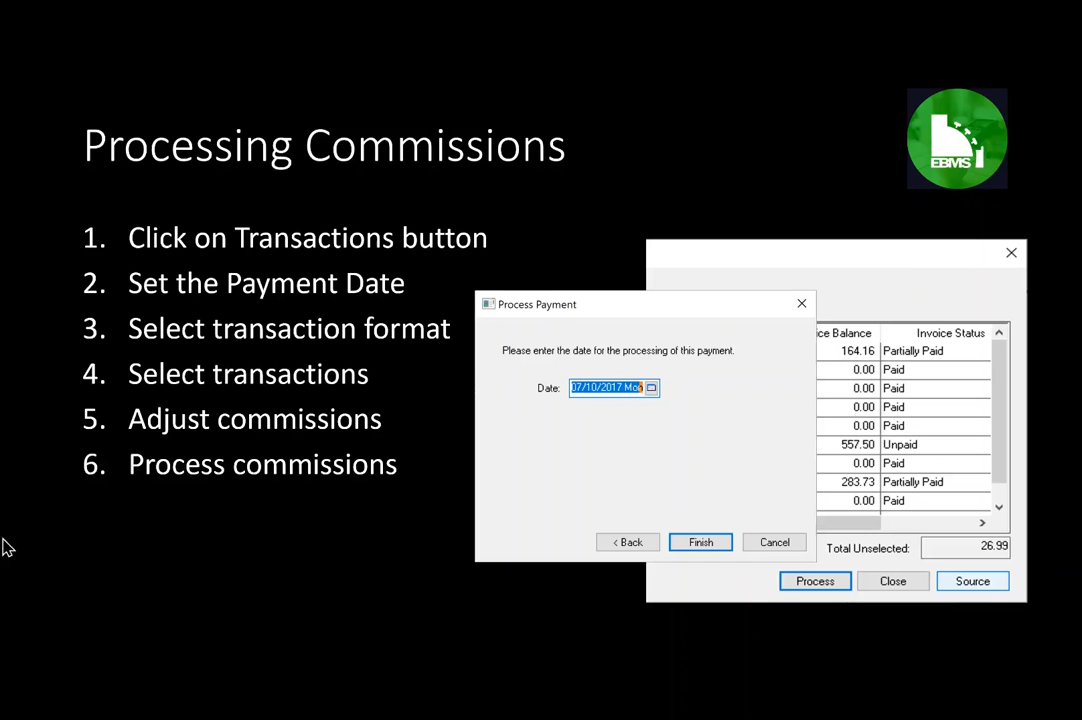 Processing Commissions
EBMS
1. Click on Transactions button
2. Set the Payment Date
3. Select transaction format
4. Select transactions
5. Adjust commissions
6. Process commissions
Process Payment
Please enter the date for the processing of this payment.
Date: 07/10/2017 Mon
< Back Finish Cancel
ice Balance Invoice Status
164.16 Partially Paid
0.00 Paid
0.00 Paid
0.00 Paid
0.00 Paid
557.50 Unpaid
0.00 Paid
283.73 Partially Paid
0.00 Paid
Total Unselected: 26.99
Process Close Source